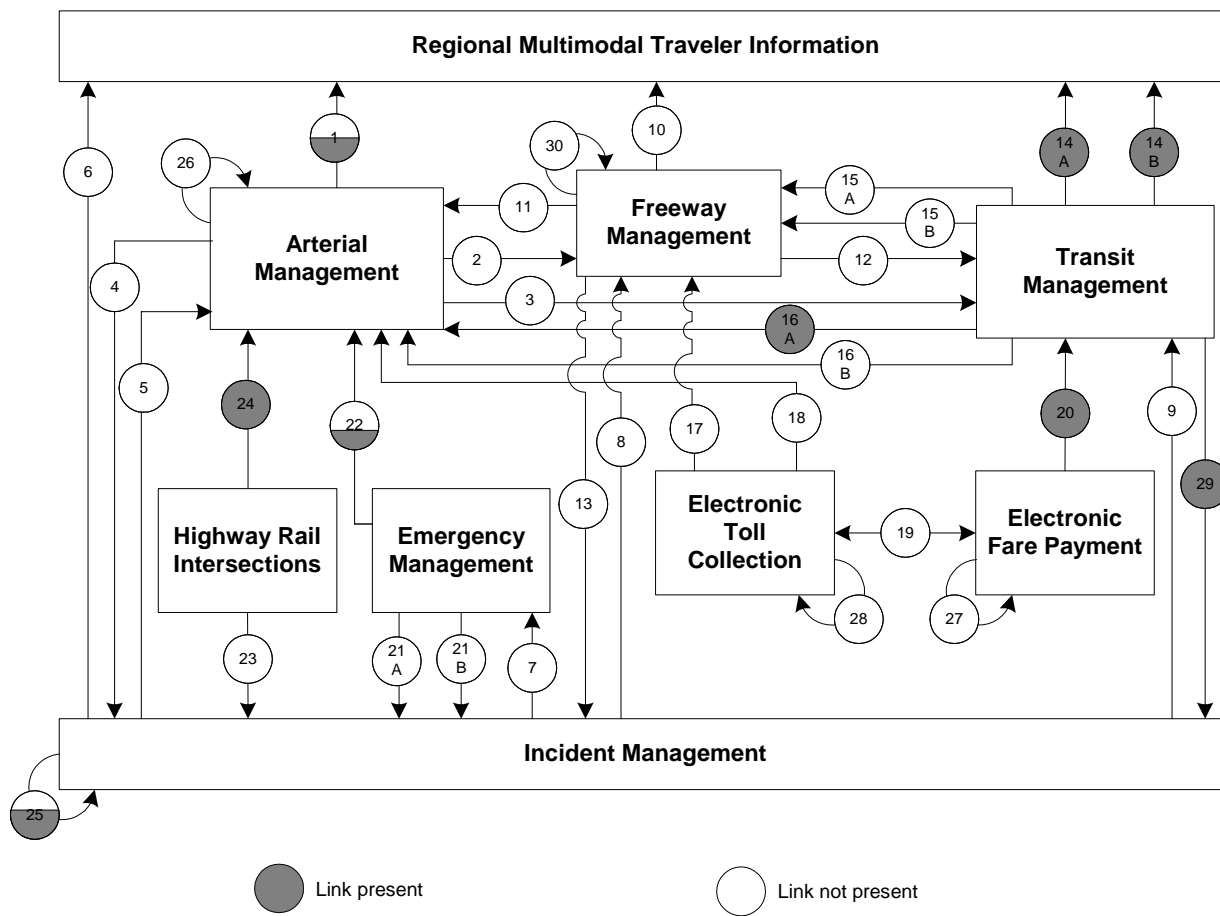 Regional Multimodal Traveler Information
1
10
14
A
14
B
6
26
30
15
A
11
Freeway
Management
15
B
Arterial
Management
2
12
Transit
Management
4
3
16
A
16
B
5
24
22
8
17
18
20
9
13
29
Highway Rail
Intersections
Emergency
Management
Electronic
Toll
Collection
19
Electronic
Fare Payment
28
27
23
21
A
21
B
7
Incident Management
25
Link present
Link not present